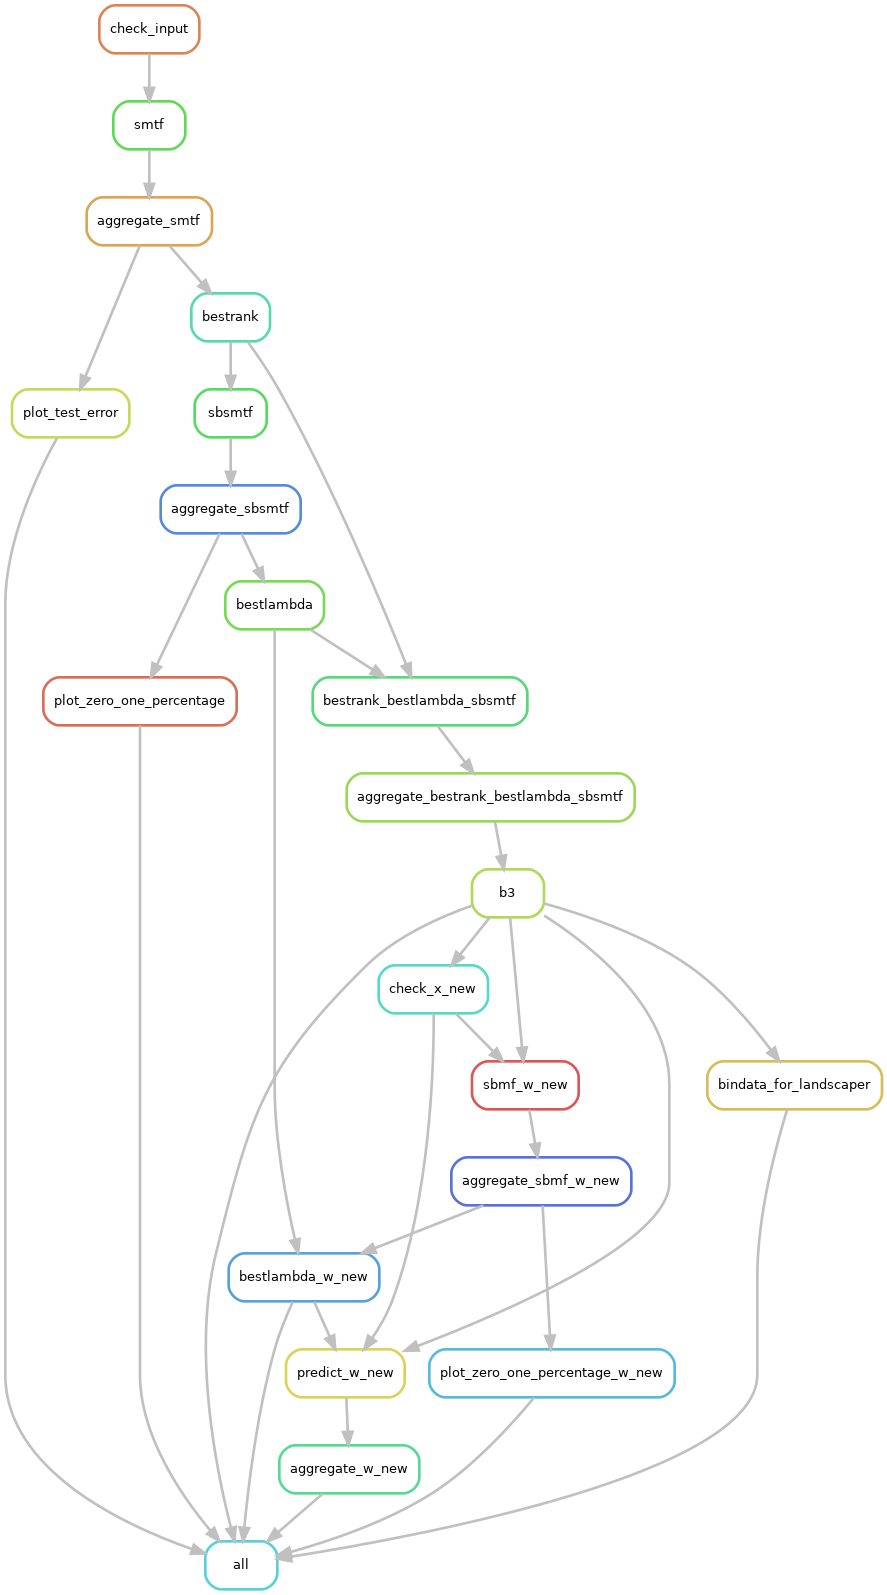 check_input
smtf
aggregate_smtf
bestrank
plot_test_error
sbsmtf
aggregate_sbsmtf
bestlambda
plot_zero_one_percentage
bestrank_bestlambda_sbsmtf
aggregate_bestrank_bestlambda_sbsmtf
b3
check_x_new
sbmf_w_new
bindata_for_landscaper
aggregate_sbmf_w_new
bestlambda_w_new
predict_w_new
plot_zero_one_percentage_w_new
aggregate_w_new
all